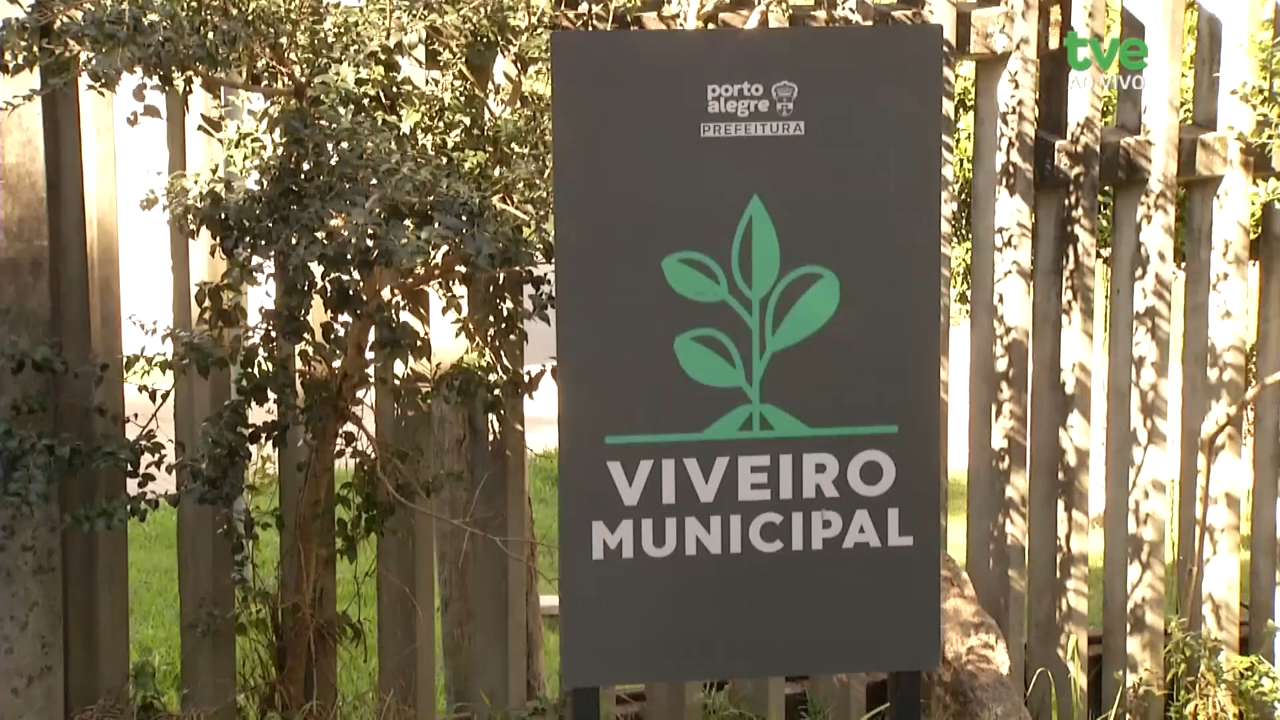 tve
AO VIVO
porto
alegre
PREFEITURA
VIVEIRO
MUNICIPAL